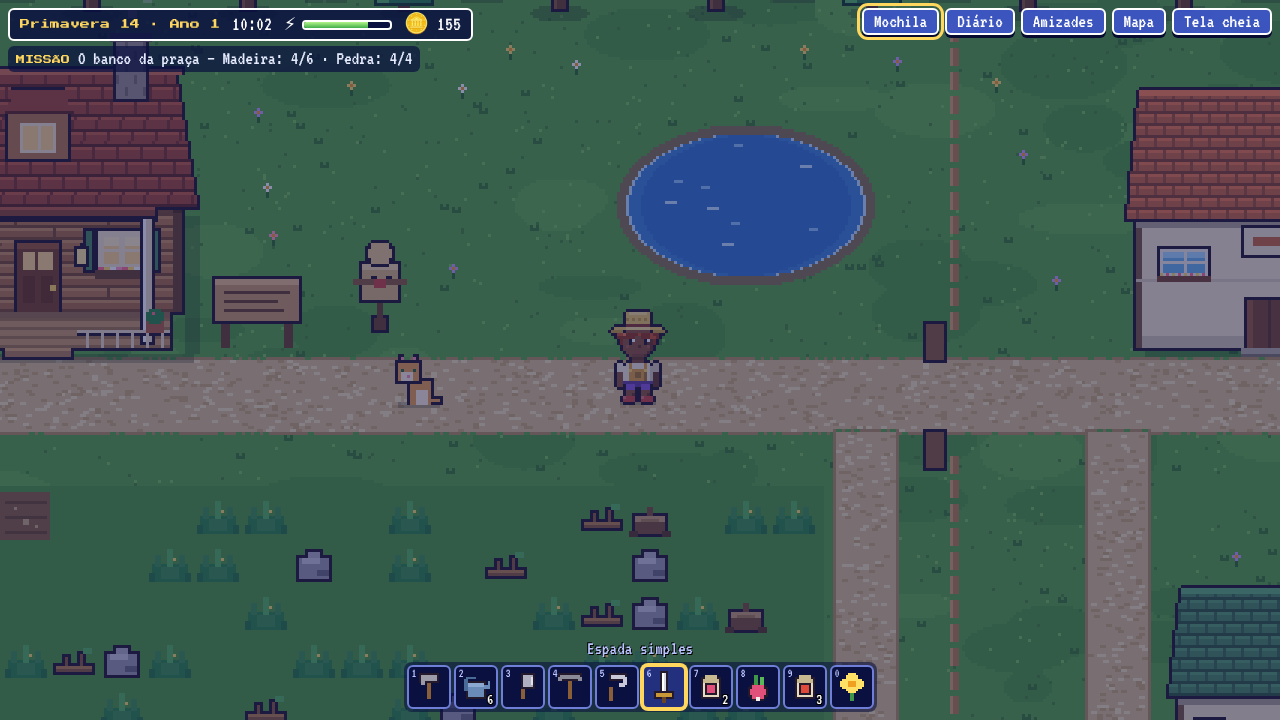 Primavera 14 · Ano 1 10:02 155
Mochila Diário Amizades Mapa Tela cheia
MISSÃO O banco da praça – Madeira: 4/6 · Pedra: 4/4
Espada simples
1 2 3 4 5 6 7 8 9 0
6 2 3